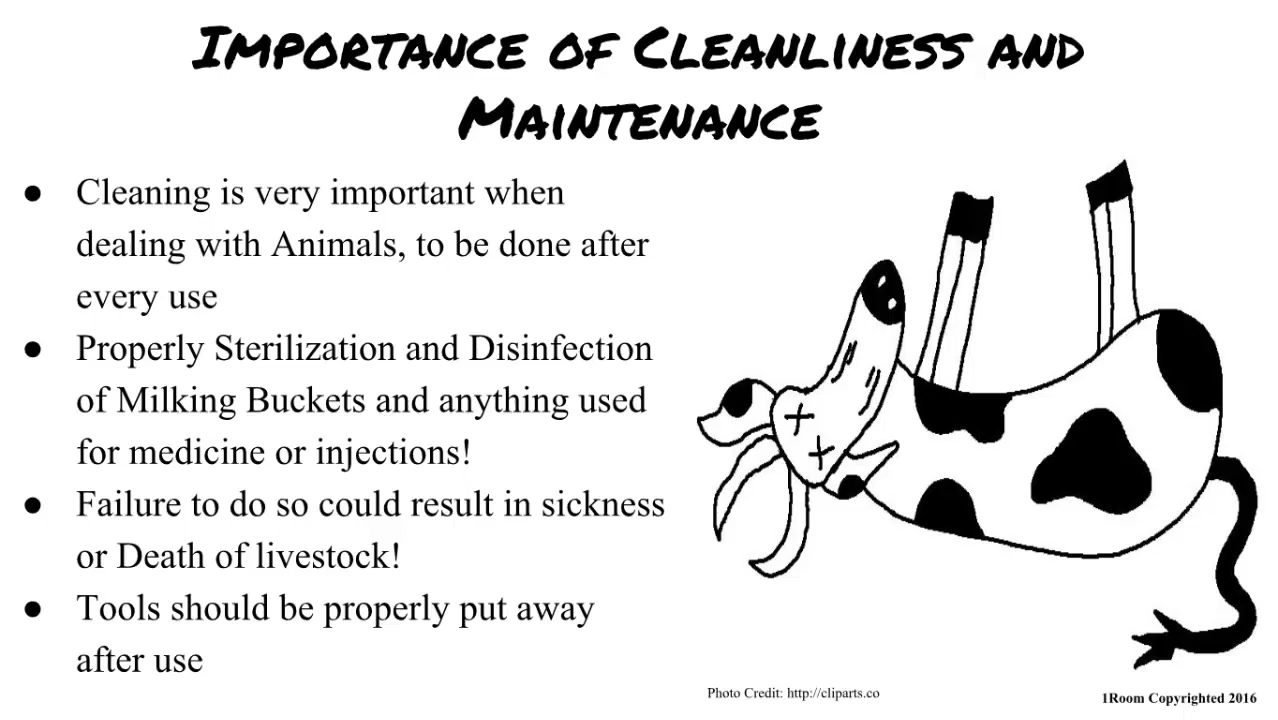 Importance of Cleanliness and
Maintenance
● Cleaning is very important when
dealing with Animals, to be done after
every use
● Properly Sterilization and Disinfection
of Milking Buckets and anything used
for medicine or injections!
● Failure to do so could result in sickness
or Death of livestock!
● Tools should be properly put away
after use
Photo Credit: http://cliparts.co
1Room Copyrighted 2016